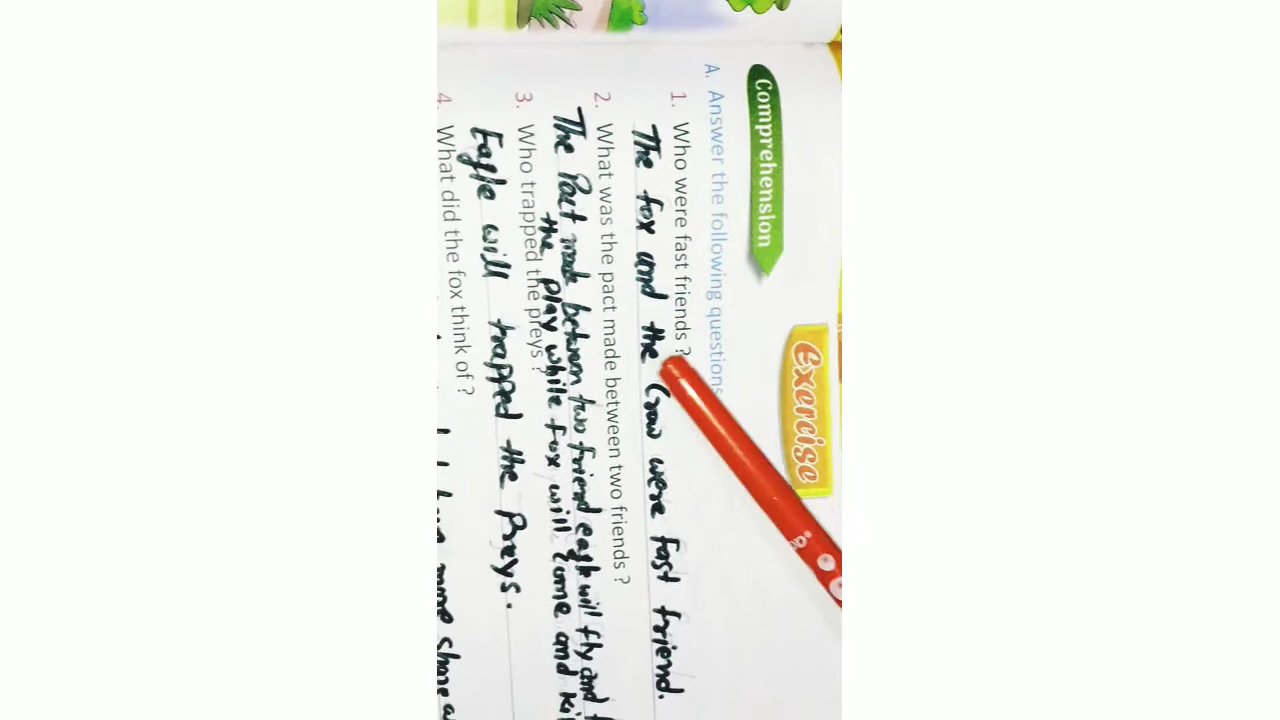 Exercise
Comprehension
A. Answer the following questions
1. Who were fast friends ?
The fox and the Crow were fast friend.
2. What was the pact made between two friends ?
The Pact made between two friend eagle will fly and
the play while fox will come and
3. Who trapped the preys ?
Eagle will trapped the Preys.
4. What did the fox think of ?
more share